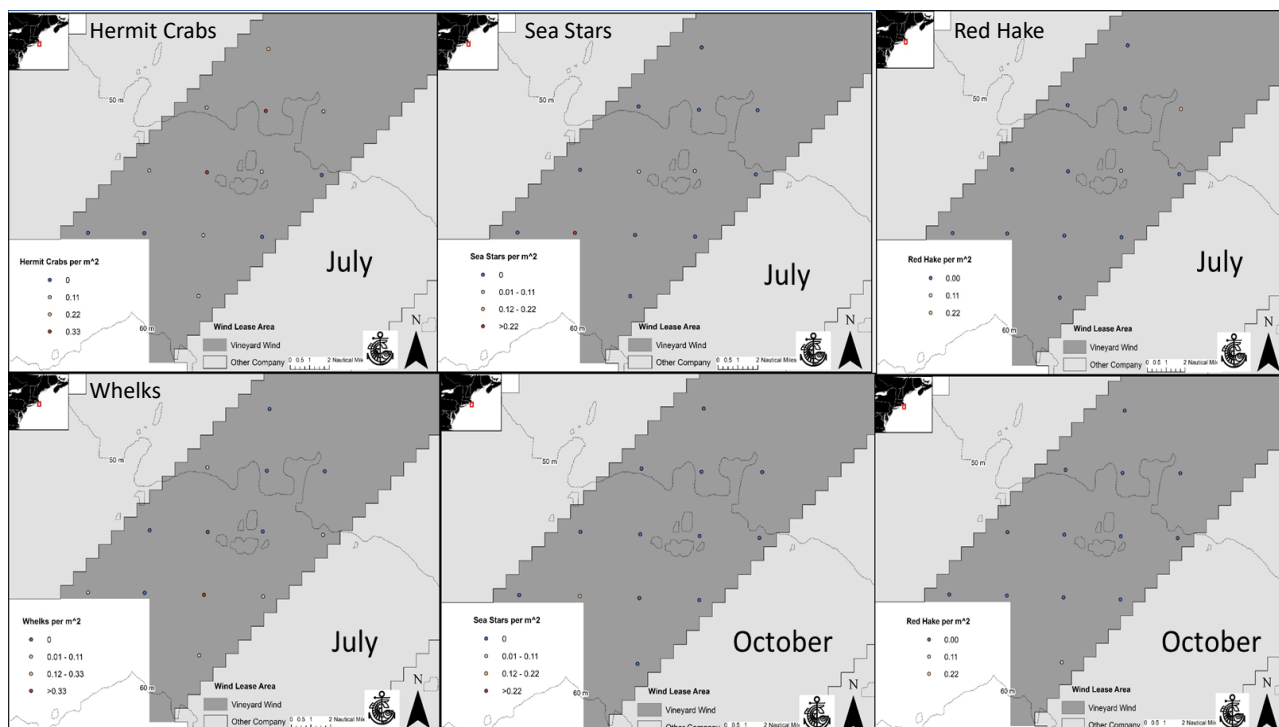 Hermit Crabs
50 m
July
Hermit Crabs per m^2
0
0.11
0.22
0.33
60 m
Wind Lease Area
Vineyard Wind
Other Company
0 0.5 1 2 Nautical Miles
N
Sea Stars
50 m
July
Sea Stars per m^2
0
0.01 - 0.11
0.12 - 0.22
>0.22
60 m
Wind Lease Area
Vineyard Wind
Other Company
0 0.5 1 2 Nautical Mil
N
Red Hake
50 m
July
Red Hake per m^2
0.00
0.11
0.22
60 m
Wind Lease Area
Vineyard Wind
Other Company
0 0.5 1 2 Nautical Mil
N
Whelks
50 m
July
Whelks per m^2
0
0.01 - 0.11
0.12 - 0.33
>0.33
60 m
Wind Lease Area
Vineyard Wind
Other Company
0 0.5 1 2 Nautical Miles
N
50 m
October
Sea Stars per m^2
0
0.01 - 0.11
0.12 - 0.22
>0.22
60 m
Wind Lease Area
Vineyard Wind
Other Company
0 0.5 1 2 Nautical Miles
N
50 m
October
Red Hake per m^2
0.00
0.11
0.22
60 m
Wind Lease Area
Vineyard Wind
Other Company
0 0.5 1 2 Nautical Mil
N